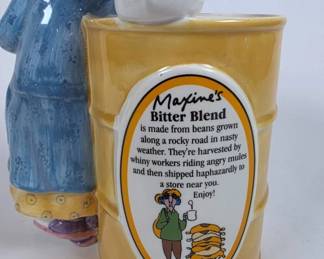 Maxine's
Bitter Blend
is made from beans grown
along a rocky road in nasty
weather. They're harvested by
whiny workers riding angry mules
and then shipped haphazardly to
a store near you.
Enjoy!